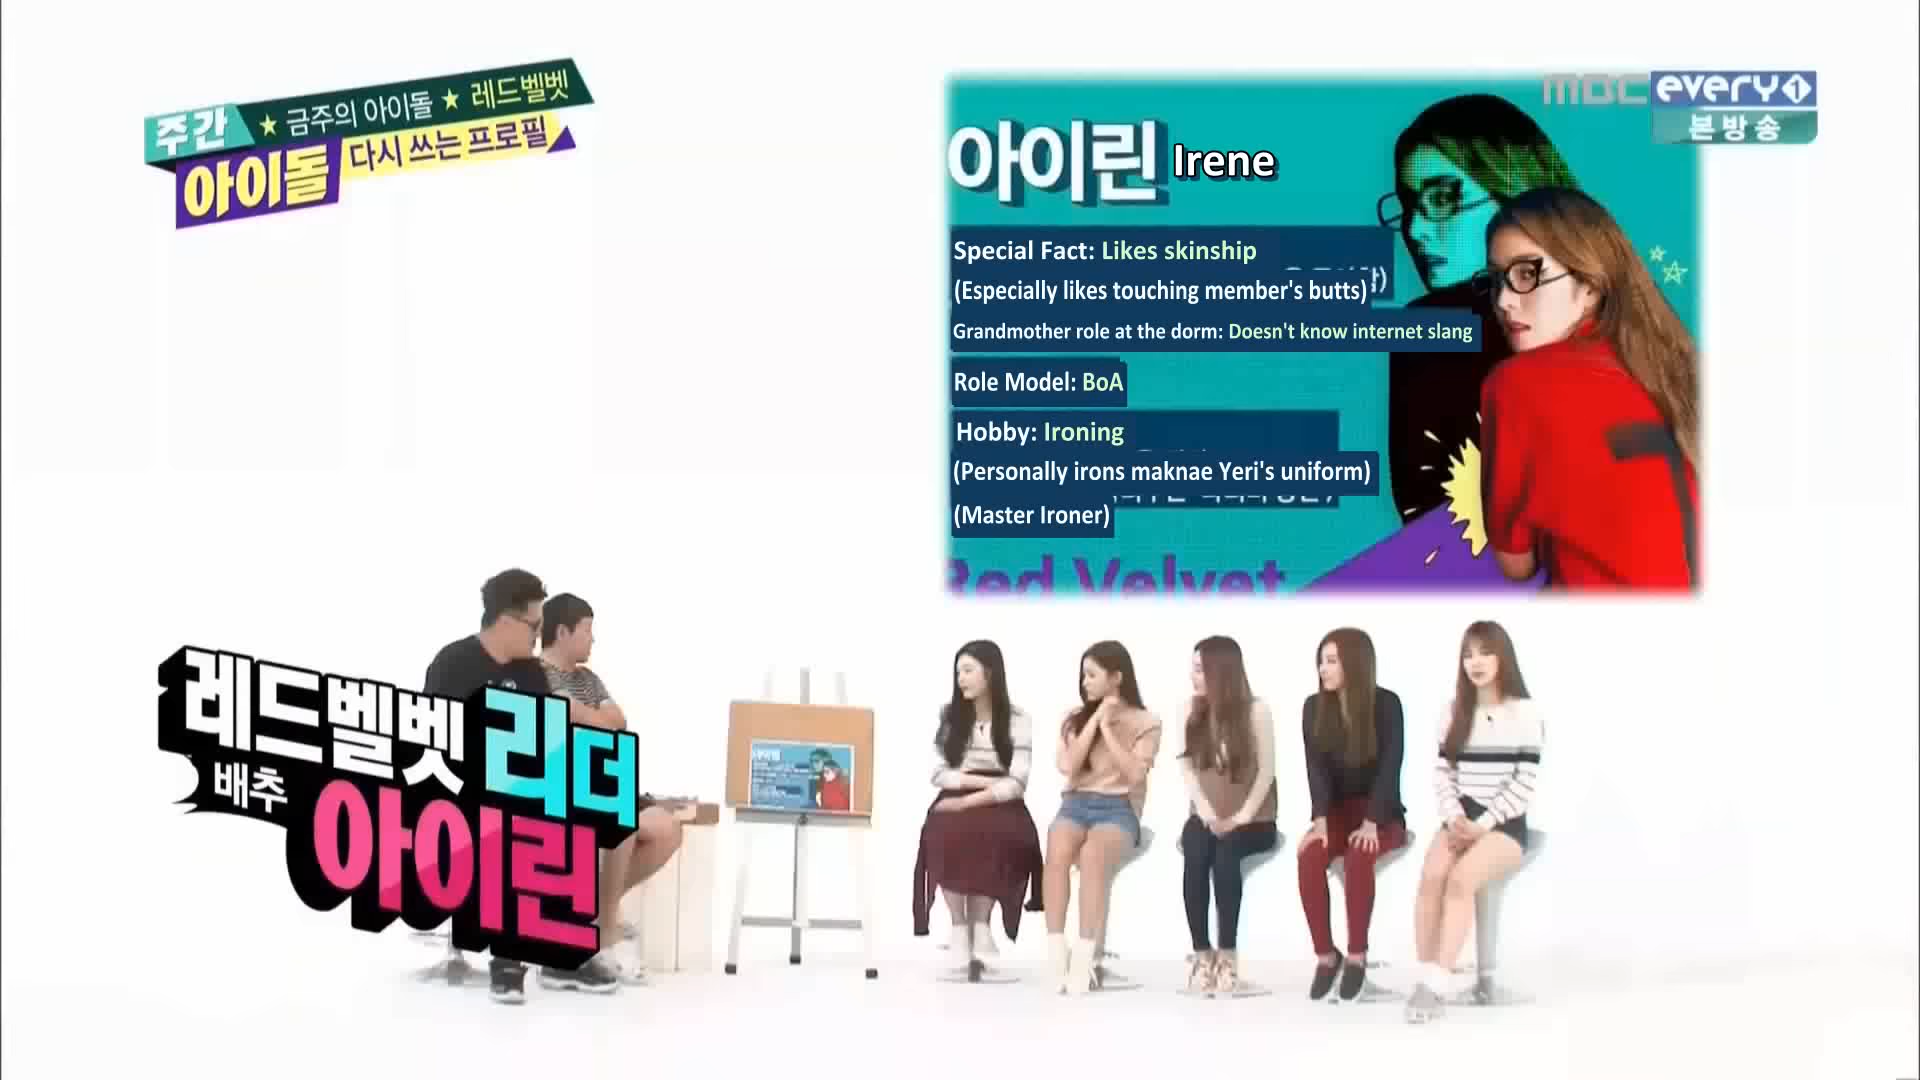 주간 ★ 금주의 아이돌 ★ 레드벨벳
아이돌 다시 쓰는 프로필
mbc every1
본방송
아이린 Irene
Special Fact: Likes skinship
(Especially likes touching member's butts)
Grandmother role at the dorm: Doesn't know internet slang
Role Model: BoA
Hobby: Ironing
(Personally irons maknae Yeri's uniform)
(Master Ironer)
Red Velvet
레드벨벳 리더
배추 아이린
아이린